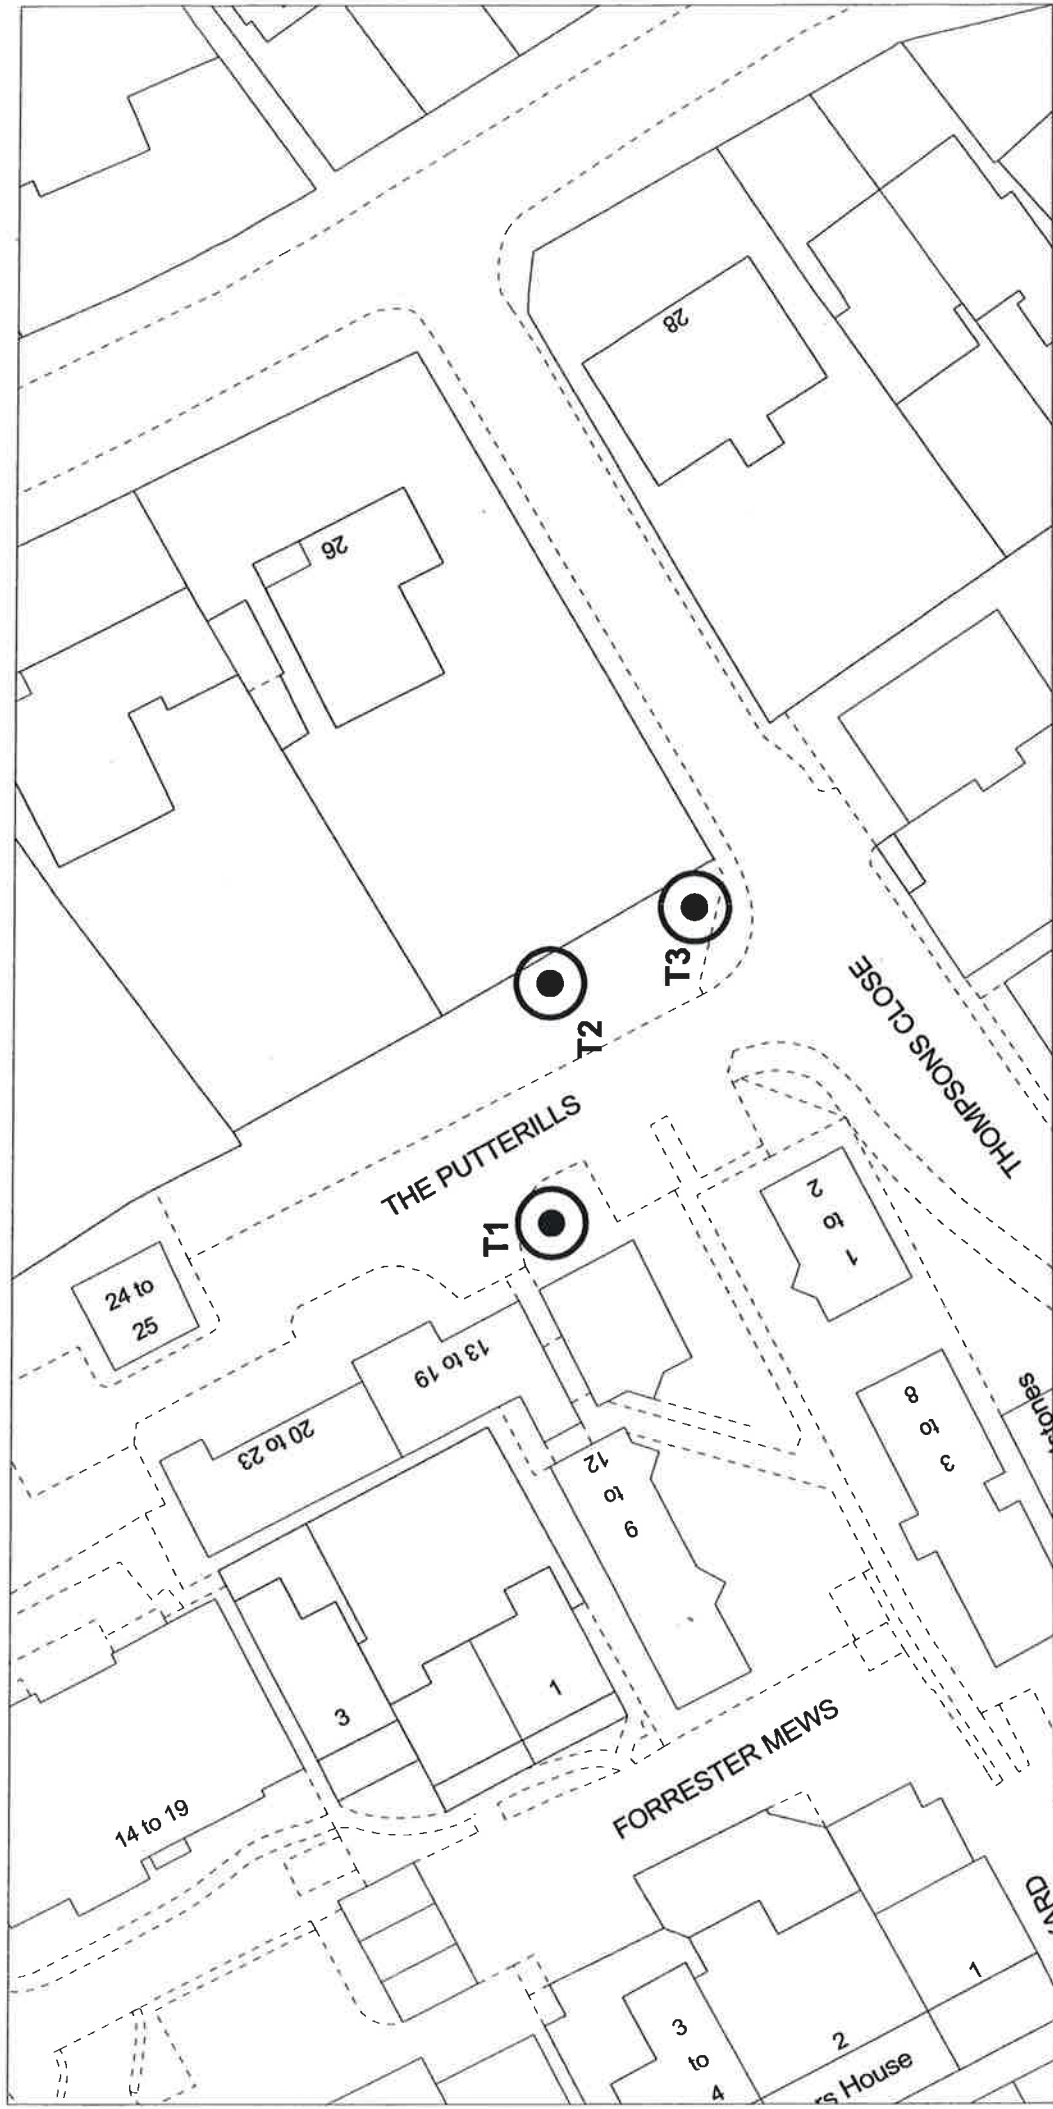 28
26
T3
T2
THOMPSONS CLOSE
THE PUTTERILLS
T1
1 to 2
24 to
25
13 to 19
20 to 23
3 to 8
9 to 12
3
1
FORRESTER MEWS
14 to 19
1
2
3
to
4
House